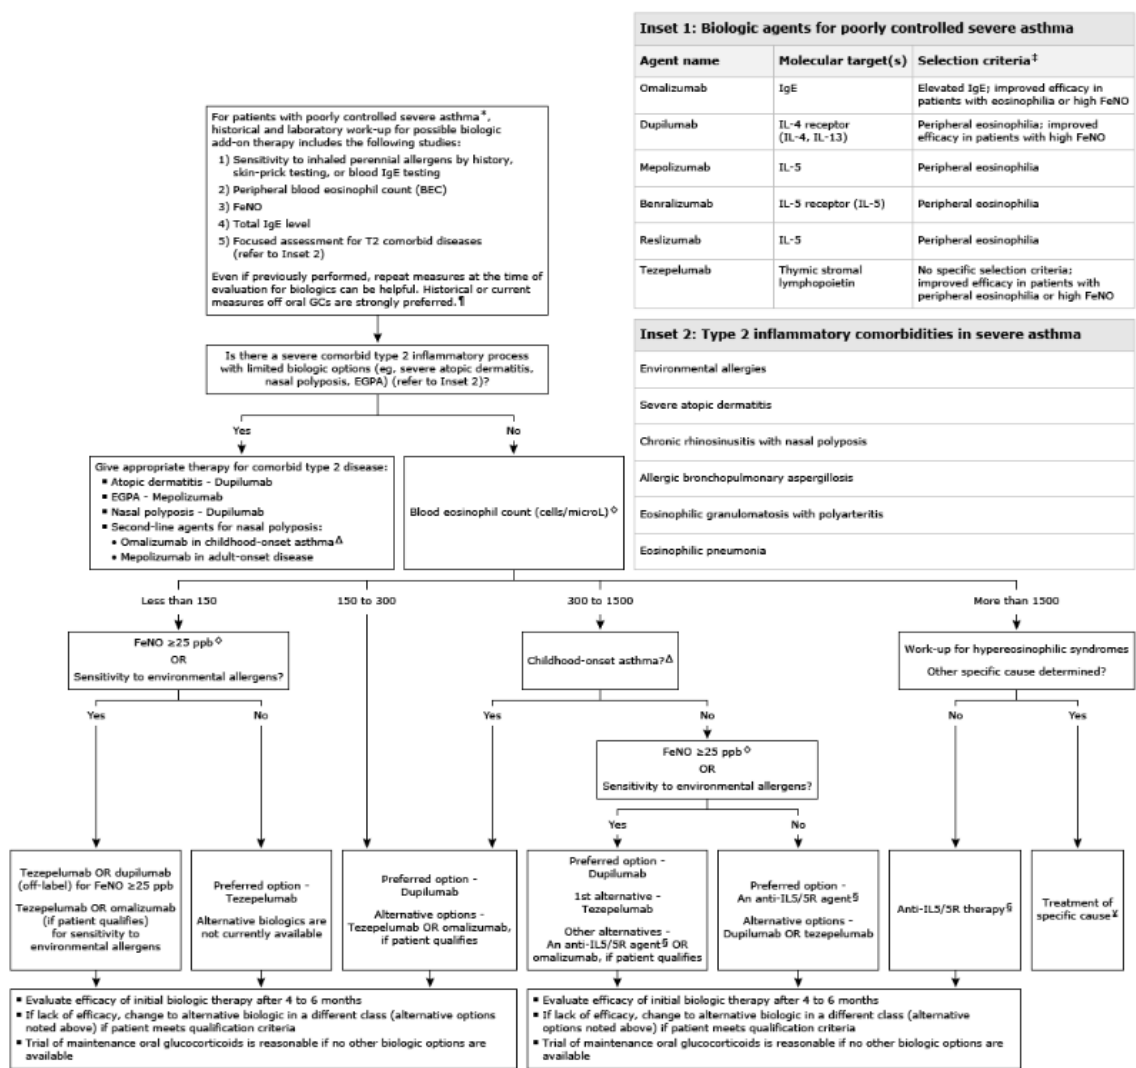 Inset 1: Biologic agents for poorly controlled severe asthma
Agent name Molecular target(s) Selection criteria‡
Omalizumab IgE Elevated IgE; improved efficacy in
patients with eosinophilia or high FeNO
Dupilumab IL-4 receptor Peripheral eosinophilia; improved
(IL-4, IL-13) efficacy in patients with high FeNO
Mepolizumab IL-5 Peripheral eosinophilia
Benralizumab IL-5 receptor (IL-5) Peripheral eosinophilia
Reslizumab IL-5 Peripheral eosinophilia
Tezepelumab Thymic stromal No specific selection criteria;
lymphopoietin improved efficacy in patients with
peripheral eosinophilia or high FeNO
Inset 2: Type 2 inflammatory comorbidities in severe asthma
Environmental allergies
Severe atopic dermatitis
Chronic rhinosinusitis with nasal polyposis
Allergic bronchopulmonary aspergillosis
Eosinophilic granulomatosis with polyarteritis
Eosinophilic pneumonia
For patients with poorly controlled severe asthma*,
historical and laboratory work-up for possible biologic
add-on therapy includes the following studies:
1) Sensitivity to inhaled perennial allergens by history,
skin-prick testing, or blood IgE testing
2) Peripheral blood eosinophil count (BEC)
3) FeNO
4) Total IgE level
5) Focused assessment for T2 comorbid diseases
(refer to Inset 2)
Even if previously performed, repeat measures at the time of
evaluation for biologics can be helpful. Historical or current
measures off oral GCs are strongly preferred.¶
Is there a severe comorbid type 2 inflammatory process
with limited biologic options (eg, severe atopic dermatitis,
nasal polyposis, EGPA) (refer to Inset 2)?
Yes No
Give appropriate therapy for comorbid type 2 disease:
▪ Atopic dermatitis - Dupilumab
▪ EGPA - Mepolizumab
▪ Nasal polyposis - Dupilumab
▪ Second-line agents for nasal polyposis:
• Omalizumab in childhood-onset asthmaΔ
• Mepolizumab in adult-onset disease
Blood eosinophil count (cells/microL)◊
Less than 150 150 to 300 300 to 1500 More than 1500
FeNO ≥25 ppb◊
OR
Sensitivity to environmental allergens?
Yes No
Childhood-onset asthma?Δ
Yes No
FeNO ≥25 ppb◊
OR
Sensitivity to environmental allergens?
Yes No
Work-up for hypereosinophilic syndromes
Other specific cause determined?
No Yes
Tezepelumab OR dupilumab
(off-label) for FeNO ≥25 ppb
Tezepelumab OR omalizumab
(if patient qualifies)
for sensitivity to
environmental allergens
Preferred option -
Tezepelumab
Alternative biologics are
not currently available
Preferred option -
Dupilumab
Alternative options -
Tezepelumab OR omalizumab,
if patient qualifies
Preferred option -
Dupilumab
1st alternative -
Tezepelumab
Other alternatives -
An anti-IL5/5R agent§ OR
omalizumab, if patient qualifies
Preferred option -
An anti-IL5/5R agent§
Alternative options -
Dupilumab OR tezepelumab
Anti-IL5/5R therapy§
Treatment of
specific cause¥
▪ Evaluate efficacy of initial biologic therapy after 4 to 6 months
▪ If lack of efficacy, change to alternative biologic in a different class (alternative options
noted above) if patient meets qualification criteria
▪ Trial of maintenance oral glucocorticoids is reasonable if no other biologic options are
available
▪ Evaluate efficacy of initial biologic therapy after 4 to 6 months
▪ If lack of efficacy, change to alternative biologic in a different class (alternative
options noted above) if patient meets qualification criteria
▪ Trial of maintenance oral glucocorticoids is reasonable if no other biologic options are
available